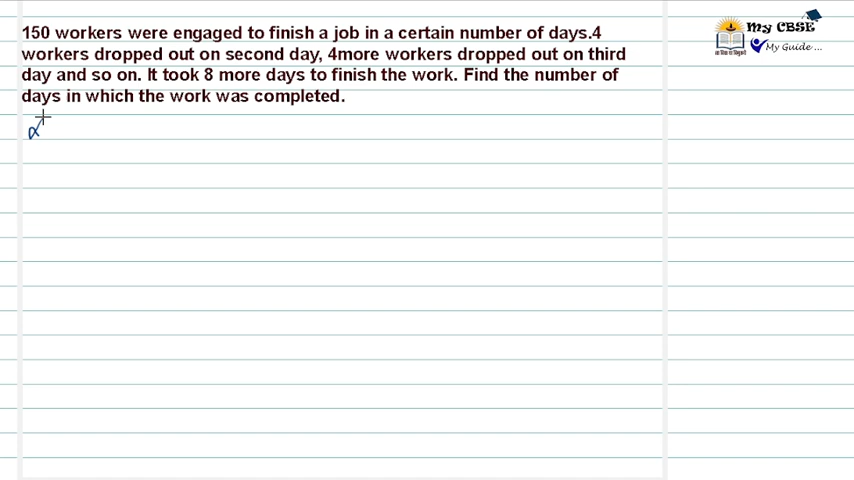 150 workers were engaged to finish a job in a certain number of days.4
workers dropped out on second day, 4more workers dropped out on third
day and so on. It took 8 more days to finish the work. Find the number of
days in which the work was completed.
My CBSE
My Guide ...